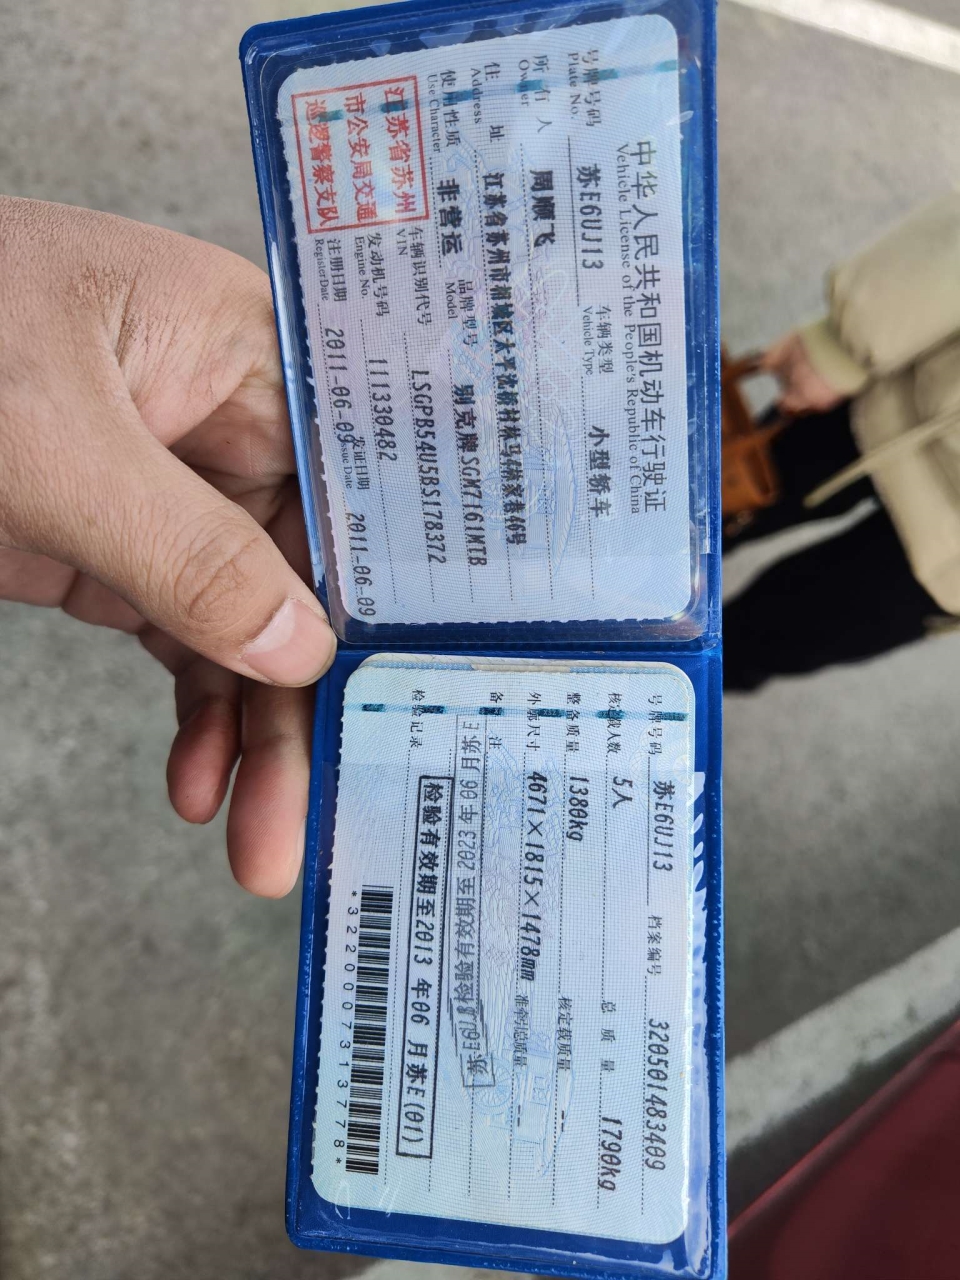 中华人民共和国机动车行驶证
Vehicle License of the People's Republic of China
号牌号码 苏E6UJ13 车辆类型 小型轿车
Plate No. Vehicle Type
所有人 周顺飞
Owner
住址 江苏省苏州市相城区太平沈桥村
Address
使用性质 非营运 品牌型号 别克牌SGM7161MTB
Use Character Model
江苏省苏州
市公安局交通
巡逻警察支队
车辆识别代号 LSGPB54U5BS178372
VIN
发动机号码 111330482
Engine No.
注册日期 2011-06-09 发证日期 2011-06-09
Register Date Issue Date
号牌号码 苏E6UJ13 档案编号 320501483409
核定载人数 5人 总质量 1790kg
整备质量 1380kg 核定载质量 --
外廓尺寸 4671×1815×1478mm 准牵引总质量 --
备注
检验记录
检验有效期至2013年06月苏E(01)
*3220007313778*